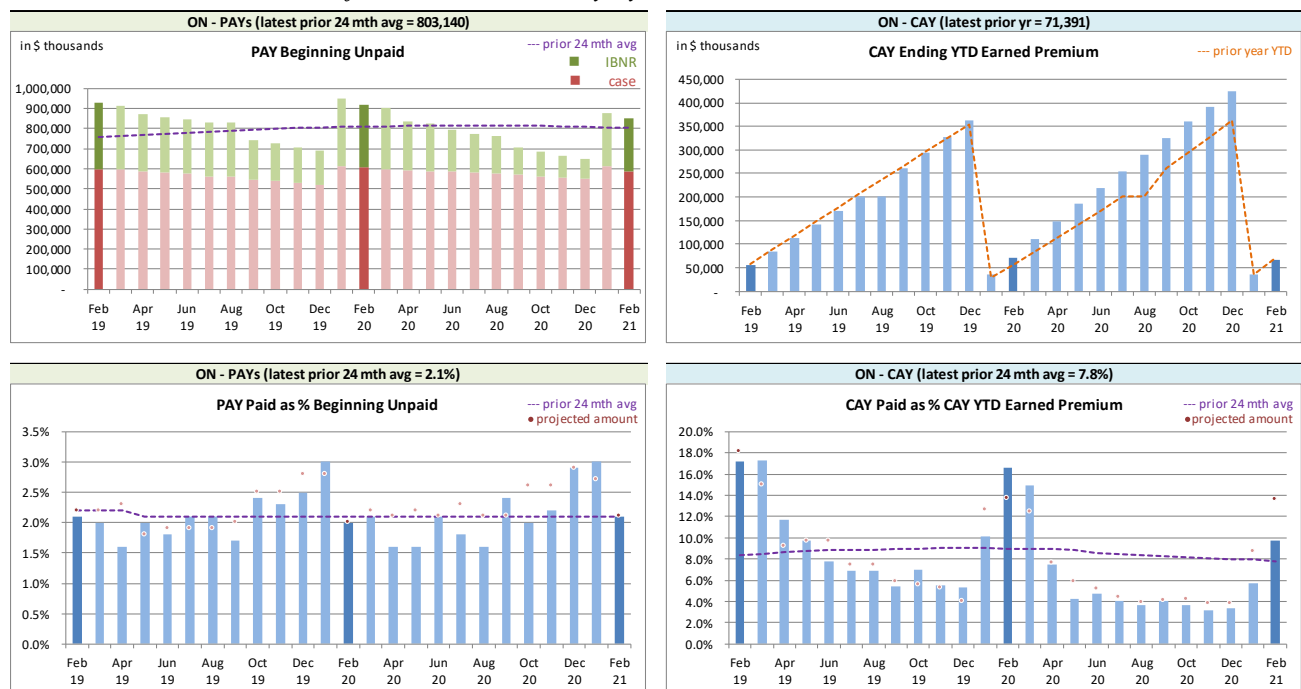 ON - PAYs (latest prior 24 mth avg = 803,140)
in $ thousands
PAY Beginning Unpaid
--- prior 24 mth avg
IBNR
case
1,000,000
900,000
800,000
700,000
600,000
500,000
400,000
300,000
200,000
100,000
-
Feb Apr Jun Aug Oct Dec Feb Apr Jun Aug Oct Dec Feb
19 19 19 19 19 19 20 20 20 20 20 20 21
ON - CAY (latest prior yr = 71,391)
in $ thousands
CAY Ending YTD Earned Premium
--- prior year YTD
450,000
400,000
350,000
300,000
250,000
200,000
150,000
100,000
50,000
-
Feb Apr Jun Aug Oct Dec Feb Apr Jun Aug Oct Dec Feb
19 19 19 19 19 19 20 20 20 20 20 20 21
ON - PAYs (latest prior 24 mth avg = 2.1%)
PAY Paid as % Beginning Unpaid
--- prior 24 mth avg
•projected amount
3.5%
3.0%
2.5%
2.0%
1.5%
1.0%
0.5%
0.0%
Feb Apr Jun Aug Oct Dec Feb Apr Jun Aug Oct Dec Feb
19 19 19 19 19 19 20 20 20 20 20 20 21
ON - CAY (latest prior 24 mth avg = 7.8%)
CAY Paid as % CAY YTD Earned Premium
--- prior 24 mth avg
•projected amount
20.0%
18.0%
16.0%
14.0%
12.0%
10.0%
8.0%
6.0%
4.0%
2.0%
0.0%
Feb Apr Jun Aug Oct Dec Feb Apr Jun Aug Oct Dec Feb
19 19 19 19 19 19 20 20 20 20 20 20 21